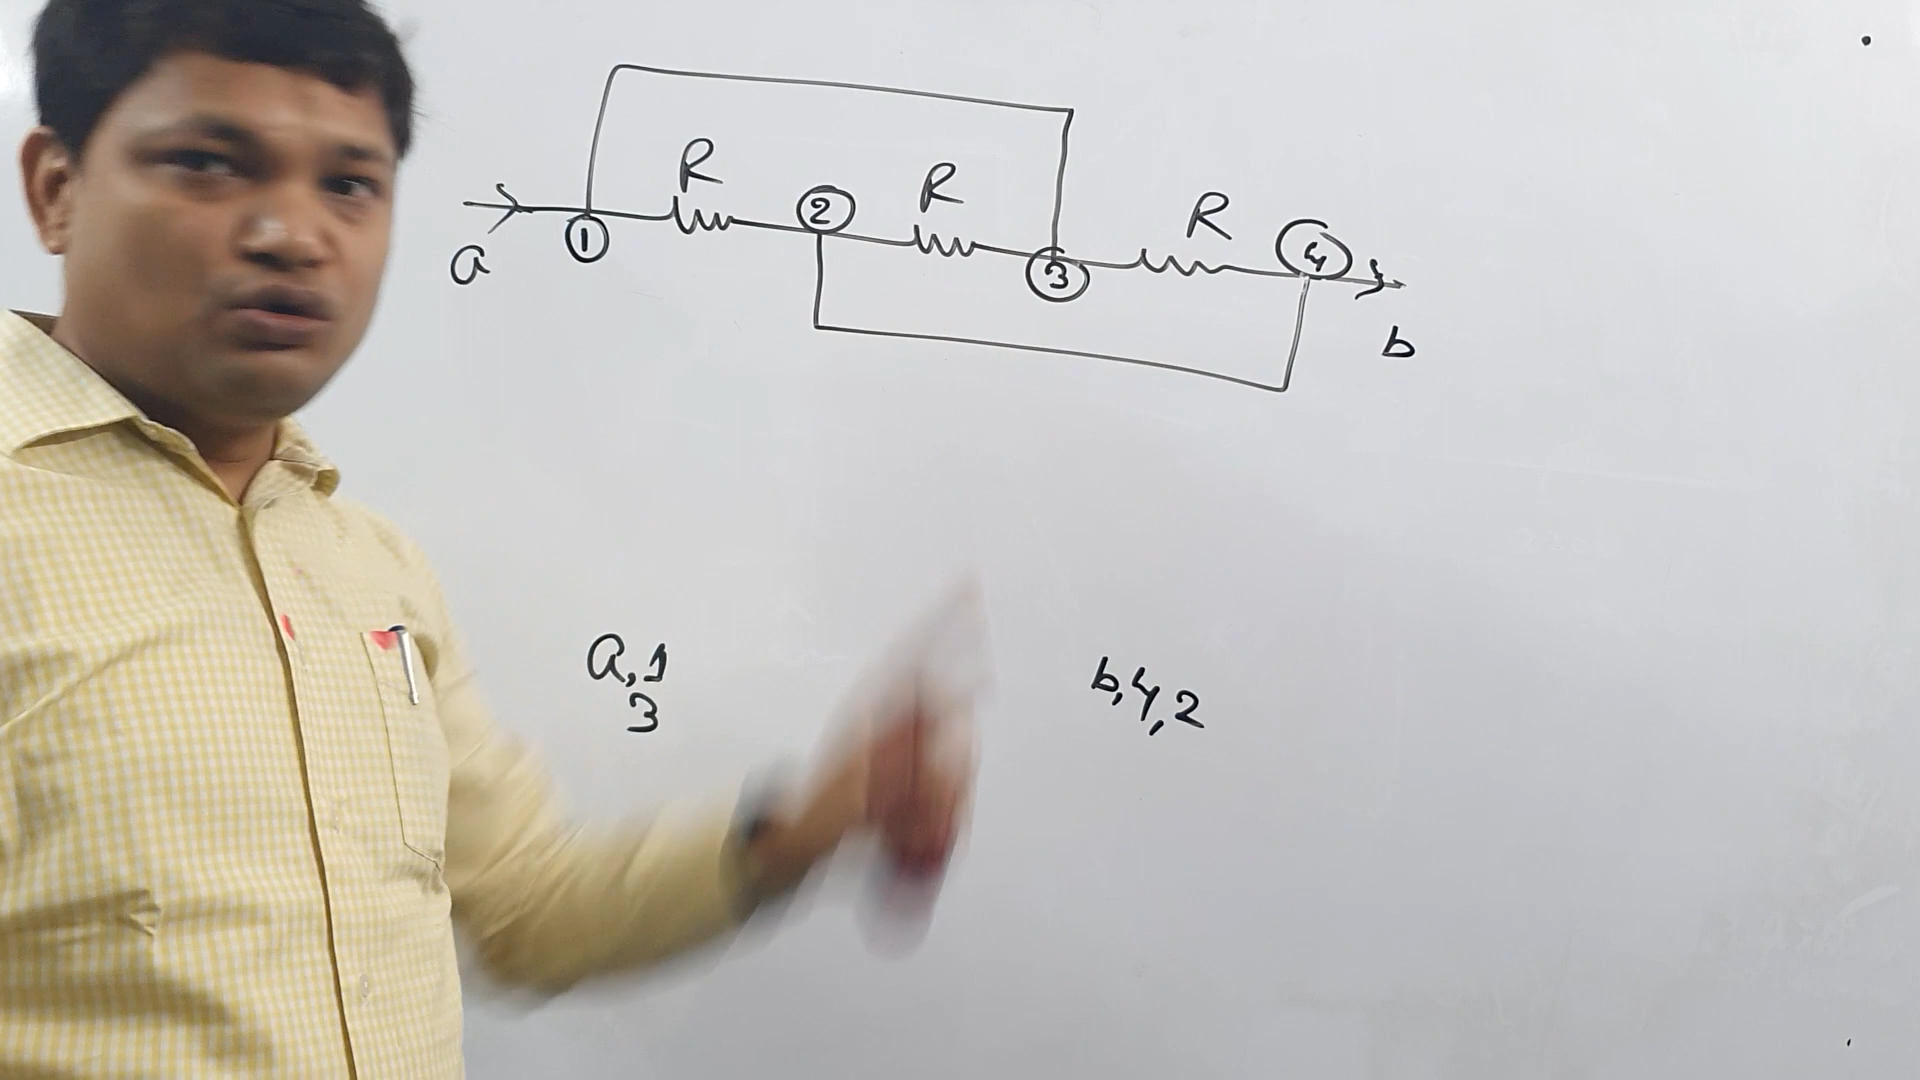 R R R
① ② ③ ④
a b
a,1
3
b,4,2